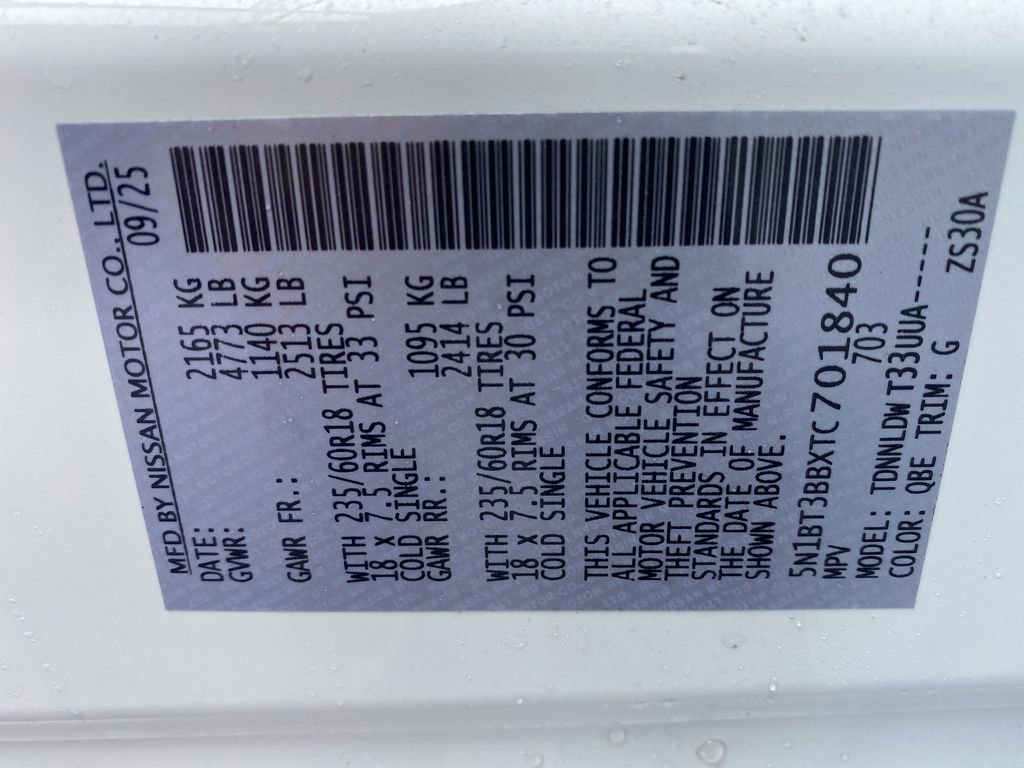 MFD BY NISSAN MOTOR CO., LTD.
DATE: 09/25
GVWR: 2165 KG
4773 LB
GAWR FR.: 1140 KG
2513 LB
WITH 235/60R18 TIRES
18 X 7.5 RIMS AT 33 PSI
COLD SINGLE
GAWR RR.: 1095 KG
2414 LB
WITH 235/60R18 TIRES
18 X 7.5 RIMS AT 30 PSI
COLD SINGLE
THIS VEHICLE CONFORMS TO
ALL APPLICABLE FEDERAL
MOTOR VEHICLE SAFETY AND
THEFT PREVENTION
STANDARDS IN EFFECT ON
THE DATE OF MANUFACTURE
SHOWN ABOVE.
5N1BT3BBXTC701840
MPV 703
MODEL: TDNNLDWT33UUA-----
COLOR: QBE TRIM: G ZS30A